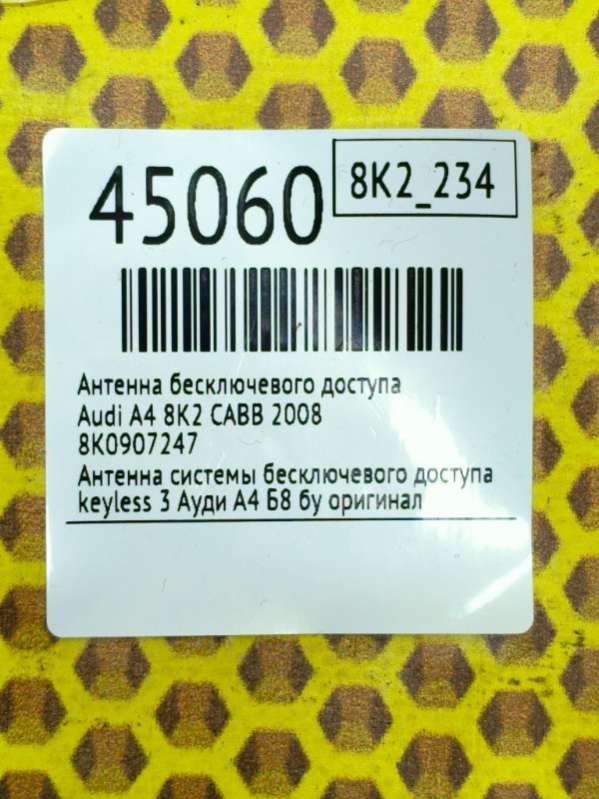 45060
8K2_234
Антенна бесключевого доступа
Audi A4 8K2 CABB 2008
8K0907247
Антенна системы бесключевого доступа
keyless 3 Ауди А4 Б8 бу оригинал